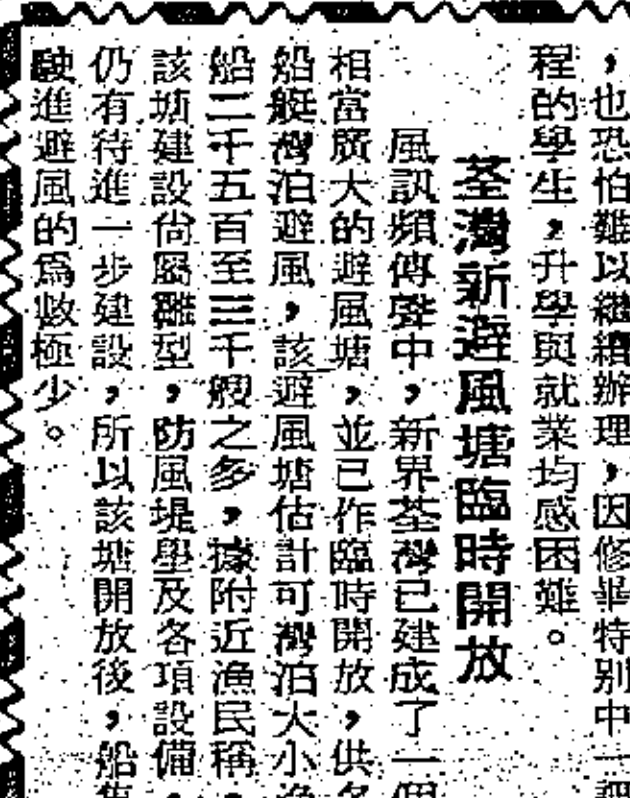 ，也恐怕難以繼續辦理，因修畢特別中一課
程的學生，升學與就業均感困難。
荃灣新避風塘臨時開放
風訊頻傳聲中，新界荃灣已建成了一個
相當廣大的避風塘，並已作臨時開放，供各
船艇灣泊避風，該避風塘估計可灣泊大小漁
船二千五百至三千艘之多，據附近漁民稱，
該塘建設尙屬雛型，防風堤壆及各項設備，
仍有待進一步建設，所以該塘開放後，船隻
駛進避風的爲數極少。